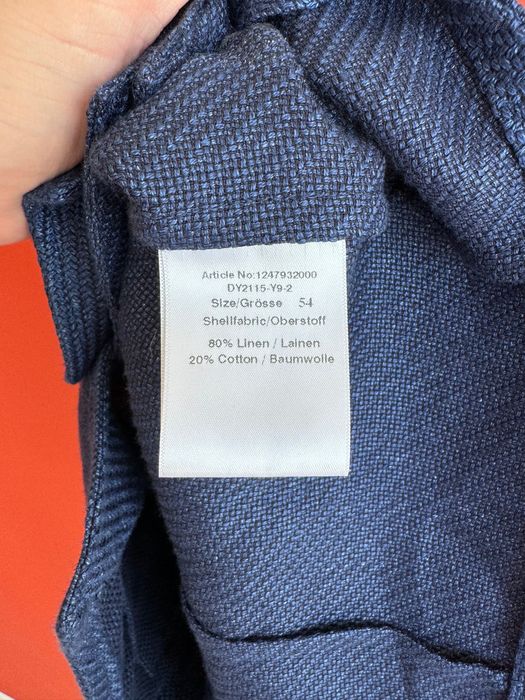 Article No:1247932000
DY2115-Y9-2
Size/Grösse 54
Shellfabric/Oberstoff
80% Linen / Lainen
20% Cotton / Baumwolle